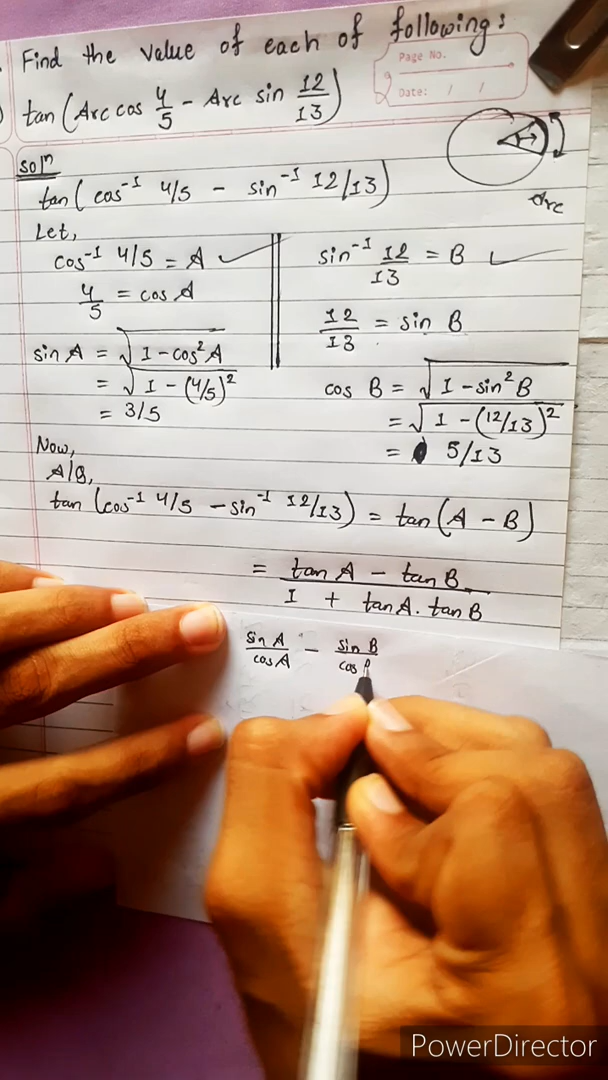 Find the value of each of following:
Page No.
Date: / /
tan (Arc cos 4/5 - Arc sin 12/13)
solⁿ
tan( cos⁻¹ 4/5 - sin⁻¹ 12/13)
Arc
Let,
cos⁻¹ 4/5 = A
4/5 = cos A
sin A = √1-cos²A
= √1-(4/5)²
= 3/5
sin⁻¹ 12/13 = B
12/13 = sin B
cos B = √1-sin²B
= √1-(12/13)²
= 5/13
Now,
A/Q,
tan (cos⁻¹ 4/5 - sin⁻¹ 12/13) = tan(A - B)
= tan A - tan B / 1 + tan A. tan B
sin A / cos A - sin B / cos
PowerDirector